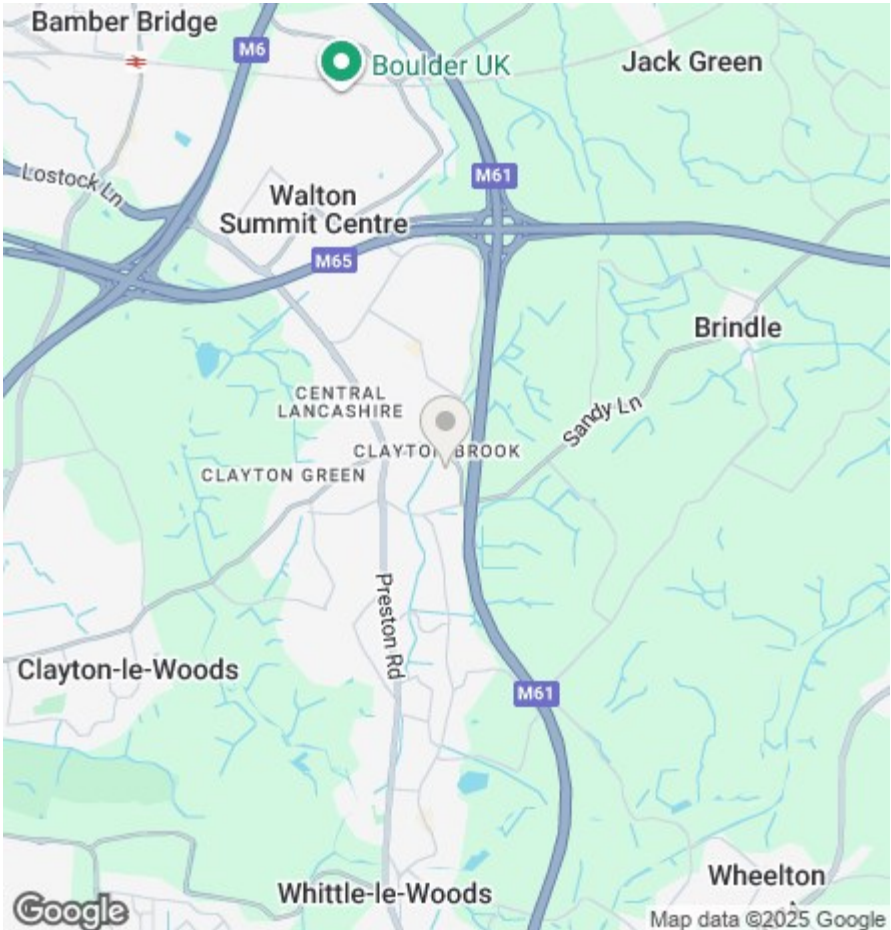 Bamber Bridge
M6
Boulder UK
Jack Green
Lostock Ln
M61
Walton
Summit Centre
M65
Brindle
CENTRAL
LANCASHIRE
Sandy Ln
CLAYTON BROOK
CLAYTON GREEN
Preston Rd
Clayton-le-Woods
M61
Wheelton
Whittle-le-Woods
Google
Map data ©2025 Google